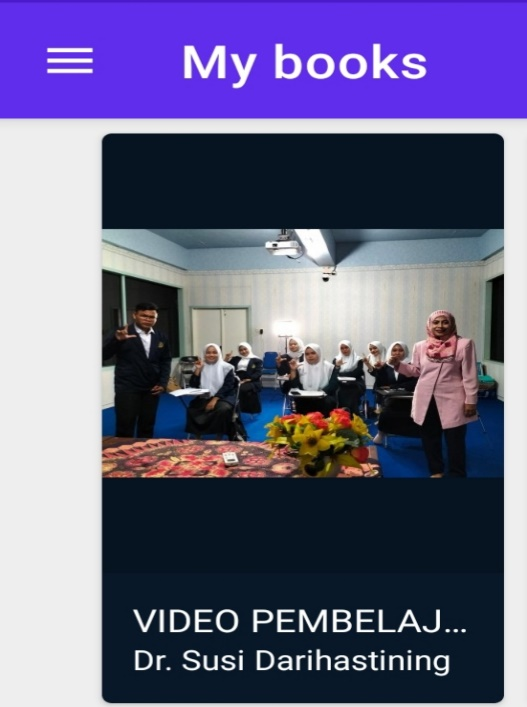 My books
VIDEO PEMBELAJ...
Dr. Susi Darihastining